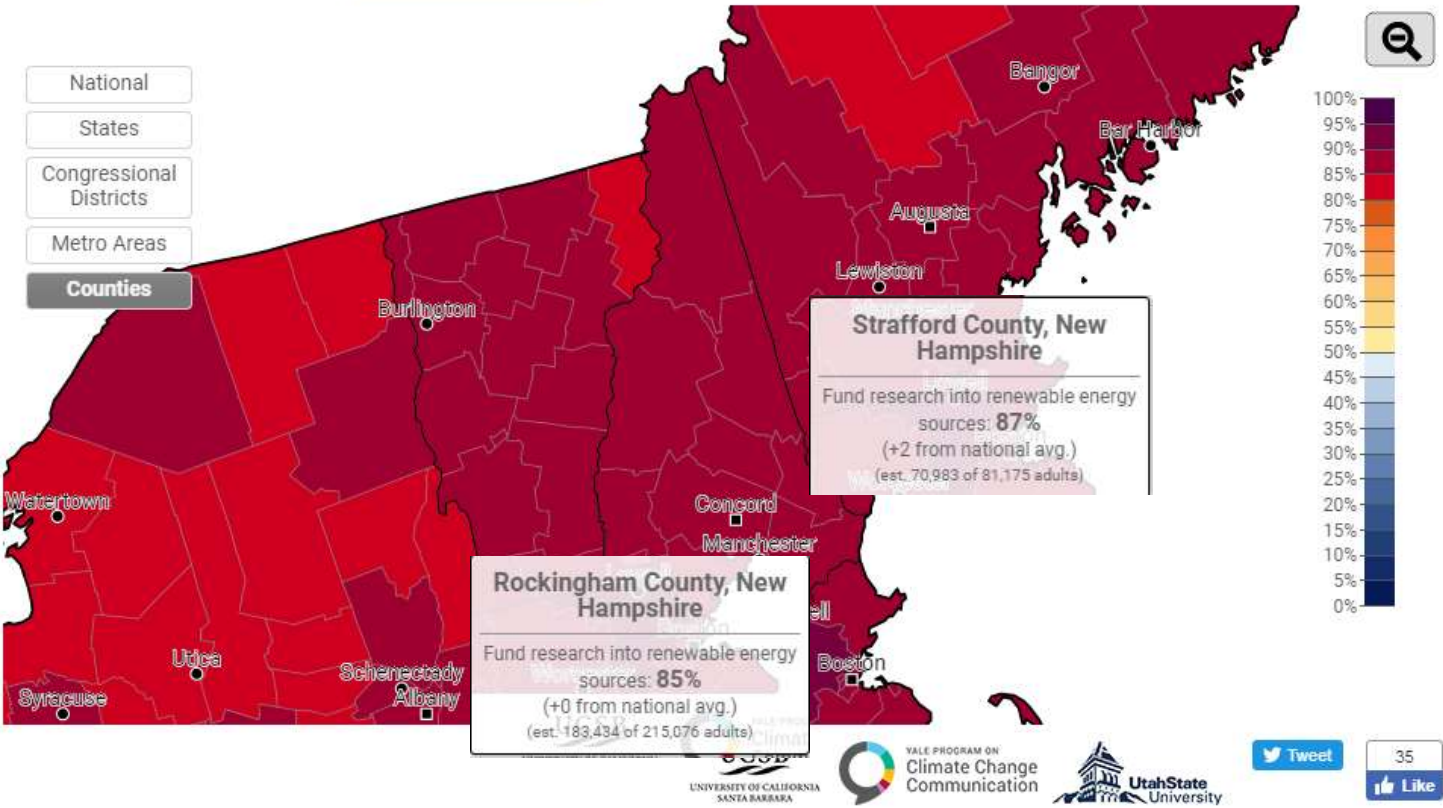 National
States
Congressional
Districts
Metro Areas
Counties
Bangor
Bar Harbor
Augusta
Lewiston
Burlington
Watertown
Concord
Manchester
Utica
Syracuse
Schenectady
Albany
Boston
Strafford County, New
Hampshire
Fund research into renewable energy
sources: 87%
(+2 from national avg.)
(est. 70,983 of 81,175 adults)
Rockingham County, New
Hampshire
Fund research into renewable energy
sources: 85%
(+0 from national avg.)
(est. 183,434 of 215,076 adults)
100%
95%
90%
85%
80%
75%
70%
65%
60%
55%
50%
45%
40%
35%
30%
25%
20%
15%
10%
5%
0%
UCSB
UNIVERSITY OF CALIFORNIA
SANTA BARBARA
YALE PROGRAM ON
Climate Change
Communication
UtahState
University
Tweet
35
Like